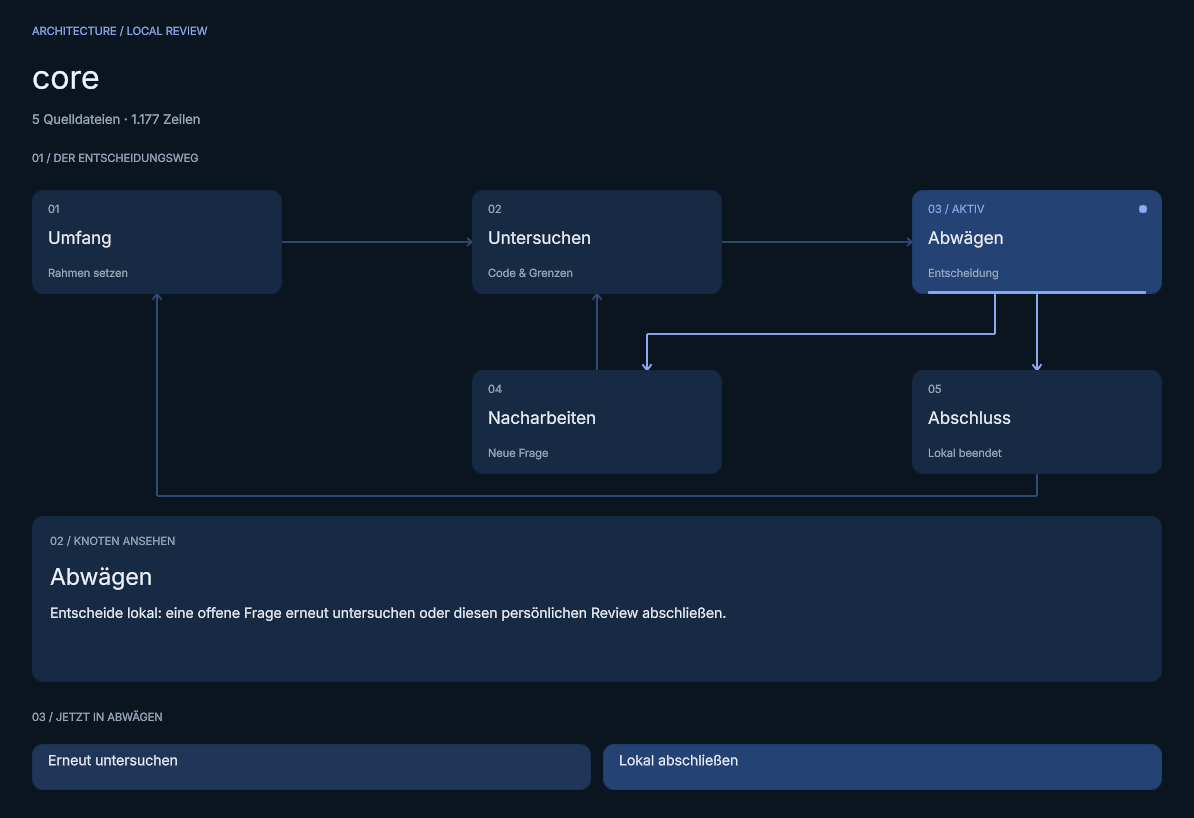 ARCHITECTURE / LOCAL REVIEW
core
5 Quelldateien · 1.177 Zeilen
01 / DER ENTSCHEIDUNGSWEG
01
Umfang
Rahmen setzen
02
Untersuchen
Code & Grenzen
03 / AKTIV
Abwägen
Entscheidung
04
Nacharbeiten
Neue Frage
05
Abschluss
Lokal beendet
02 / KNOTEN ANSEHEN
Abwägen
Entscheide lokal: eine offene Frage erneut untersuchen oder diesen persönlichen Review abschließen.
03 / JETZT IN ABWÄGEN
Erneut untersuchen
Lokal abschließen